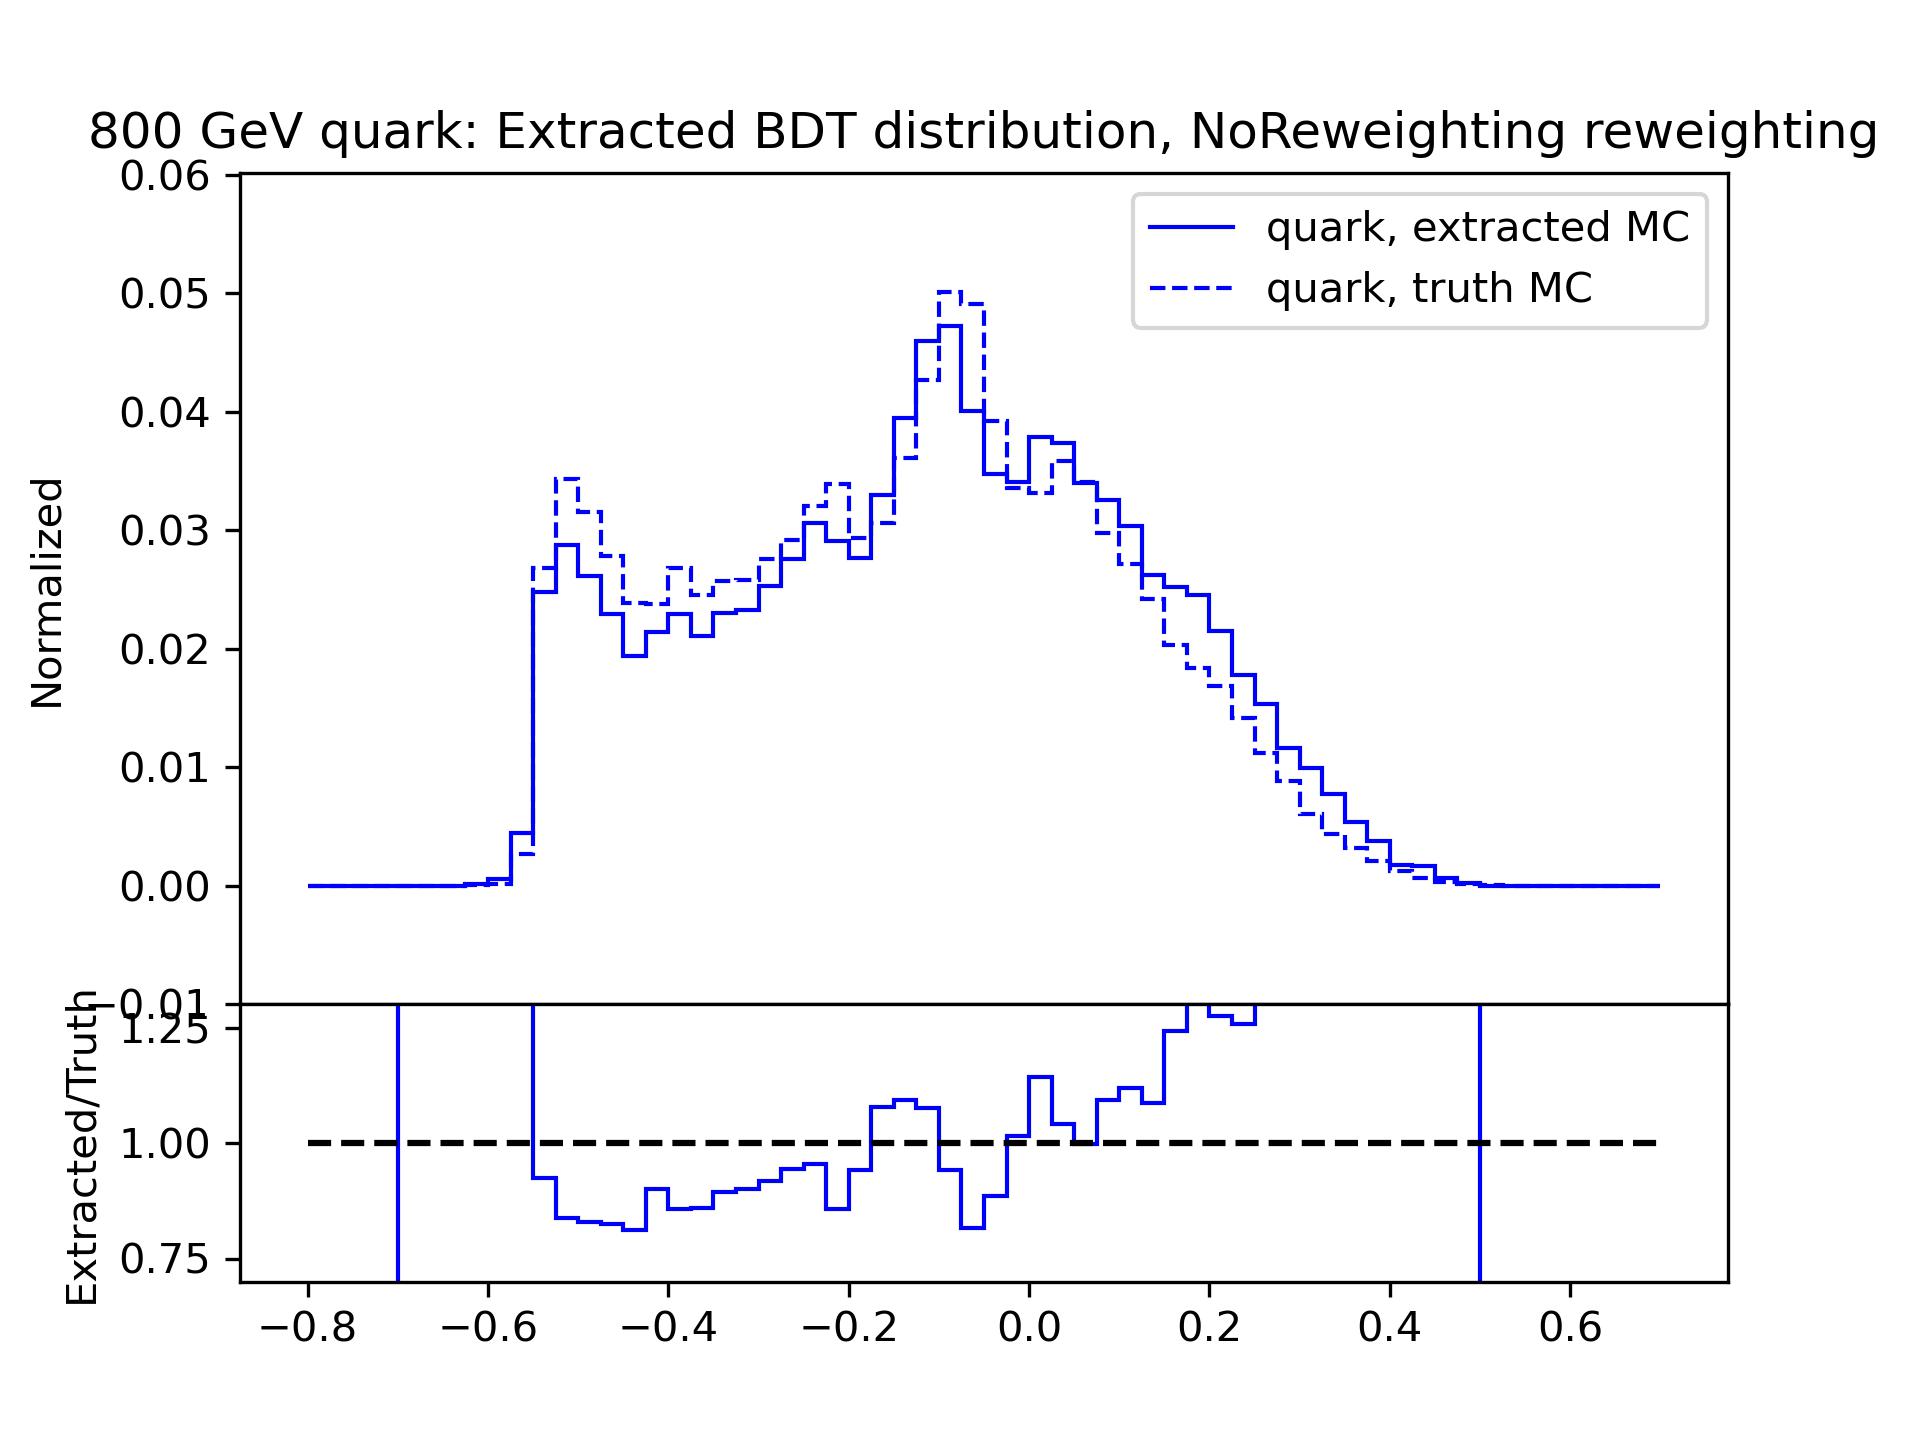 800 GeV quark: Extracted BDT distribution, NoReweighting reweighting
quark, extracted MC
quark, truth MC
Normalized
0.06
0.05
0.04
0.03
0.02
0.01
0.00
−0.01
Extracted/Truth
1.25
1.00
0.75
−0.8 −0.6 −0.4 −0.2 0.0 0.2 0.4 0.6